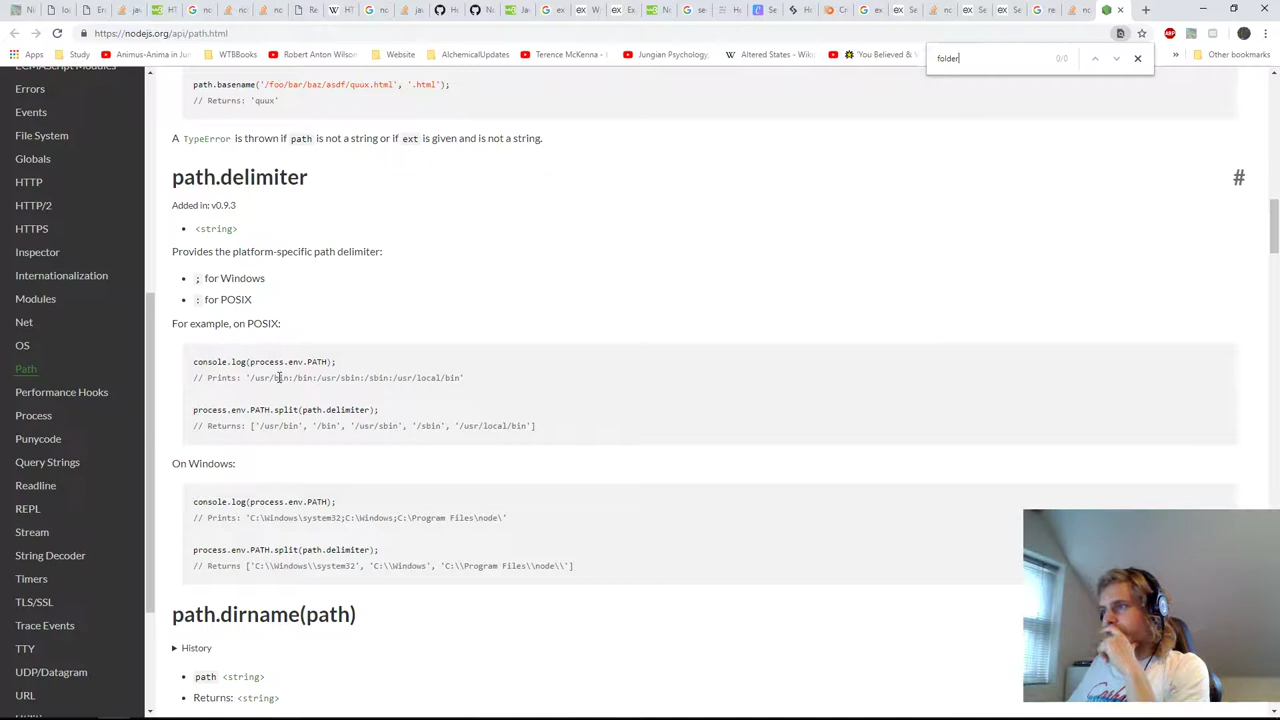 https://nodejs.org/api/path.html
Apps
Study
Animus-Anima in Jun
WTBBooks
Robert Anton Wilson
Website
AlchemicalUpdates
Terence McKenna
Jungian Psychology,
Altered States - Wi
You Believed &
»
Other bookmarks
folder
0/0
ECMAScript Modules
Errors
Events
File System
Globals
HTTP
HTTP/2
HTTPS
Inspector
Internationalization
Modules
Net
OS
Path
Performance Hooks
Process
Punycode
Query Strings
Readline
REPL
Stream
String Decoder
Timers
TLS/SSL
Trace Events
TTY
UDP/Datagram
URL
path.basename('/foo/bar/baz/asdf/quux.html', '.html');
// Returns: 'quux'
A TypeError is thrown if path is not a string or if ext is given and is not a string.
path.delimiter
#
Added in: v0.9.3
<string>
Provides the platform-specific path delimiter:
; for Windows
: for POSIX
For example, on POSIX:
console.log(process.env.PATH);
// Prints: '/usr/bin:/bin:/usr/sbin:/sbin:/usr/local/bin'
process.env.PATH.split(path.delimiter);
// Returns: ['/usr/bin', '/bin', '/usr/sbin', '/sbin', '/usr/local/bin']
On Windows:
console.log(process.env.PATH);
// Prints: 'C:\Windows\system32;C:\Windows;C:\Program Files\node\'
process.env.PATH.split(path.delimiter);
// Returns ['C:\\Windows\\system32', 'C:\\Windows', 'C:\\Program Files\\node\\']
path.dirname(path)
History
path <string>
Returns: <string>